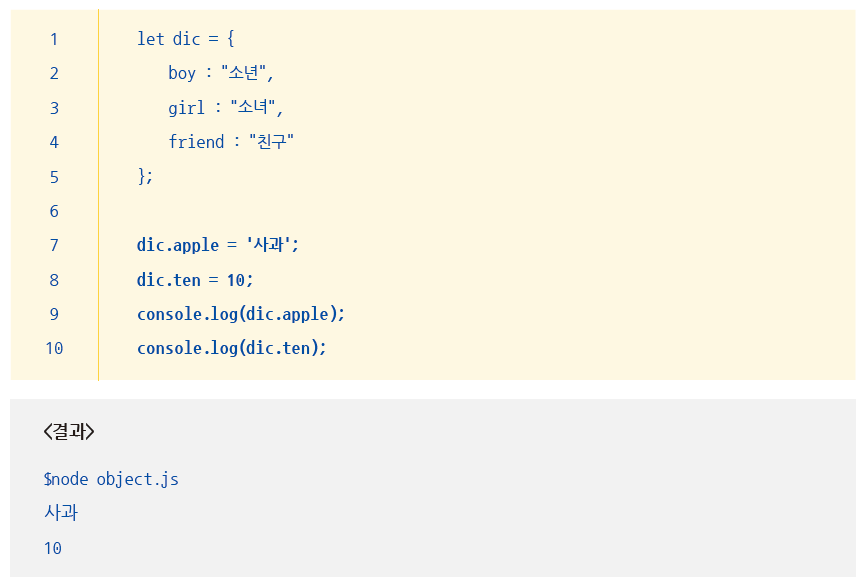 1 let dic = {
2 boy : "소년",
3 girl : "소녀",
4 friend : "친구"
5 };
6
7 dic.apple = '사과';
8 dic.ten = 10;
9 console.log(dic.apple);
10 console.log(dic.ten);
<결과>
$node object.js
사과
10